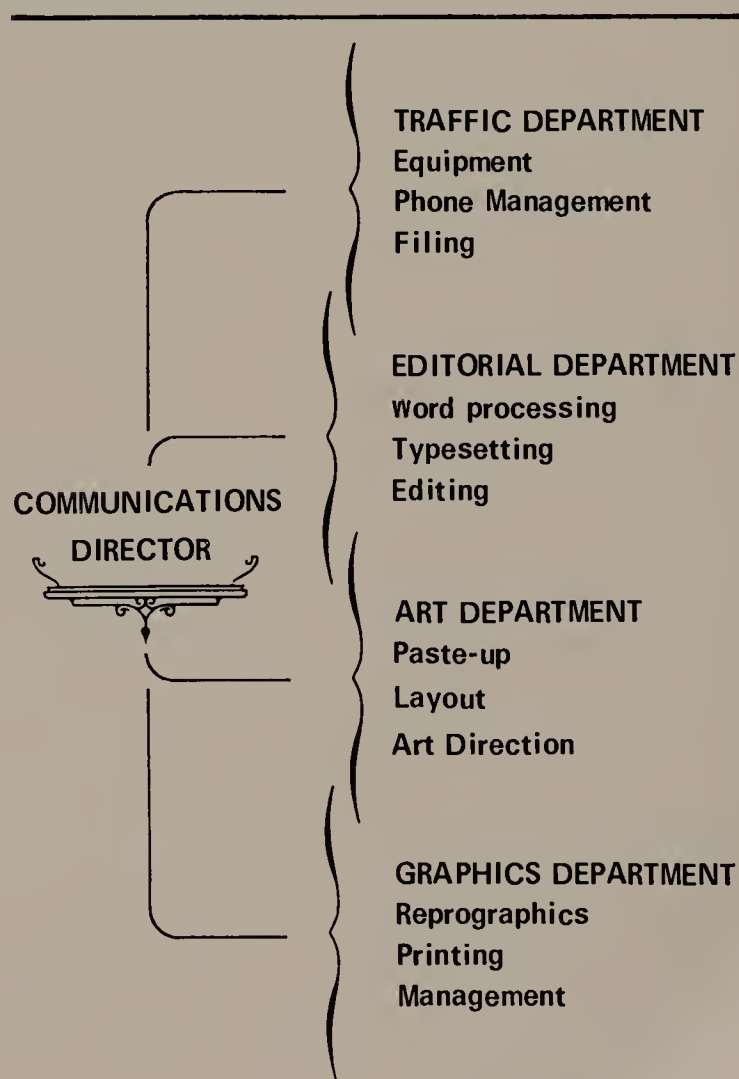 TRAFFIC DEPARTMENT
Equipment
Phone Management
Filing
EDITORIAL DEPARTMENT
Word processing
Typesetting
Editing
COMMUNICATIONS
DIRECTOR
ART DEPARTMENT
Paste-up
Layout
Art Direction
GRAPHICS DEPARTMENT
Reprographics
Printing
Management